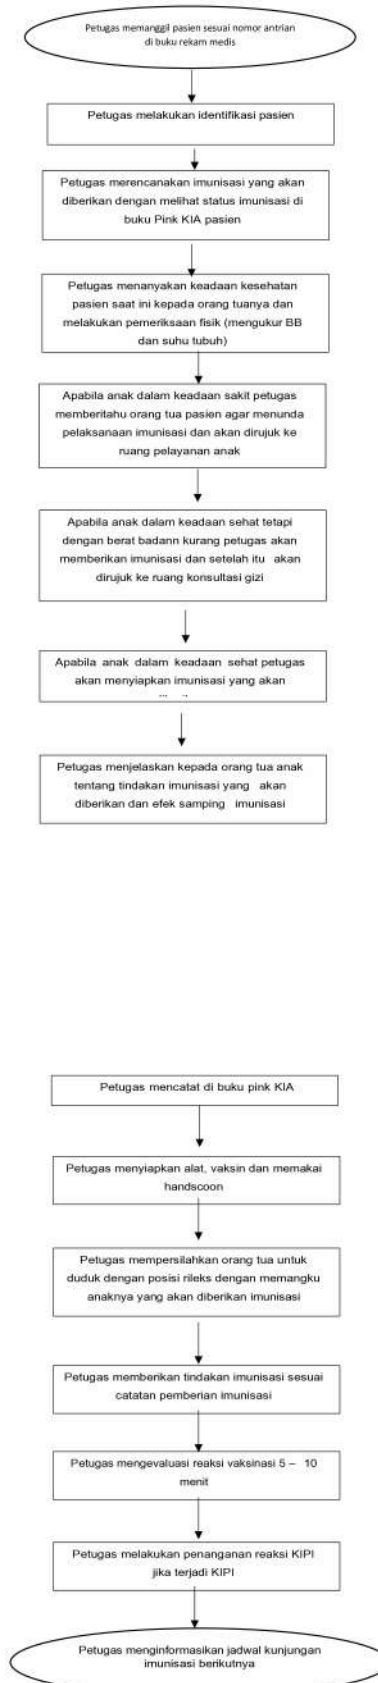 Petugas memanggil pasien sesuai nomor antrian
di buku rekam medis
Petugas melakukan identifikasi pasien
Petugas merencanakan imunisasi yang akan
diberikan dengan melihat status imunisasi di
buku Pink KIA pasien
Petugas menanyakan keadaan kesehatan
pasien saat ini kepada orang tuanya dan
melakukan pemeriksaan fisik (mengukur BB
dan suhu tubuh)
Apabila anak dalam keadaan sakit petugas
memberitahu orang tua pasien agar menunda
pelaksanaan imunisasi dan akan dirujuk ke
ruang pelayanan anak
Apabila anak dalam keadaan sehat tetapi
dengan berat badann kurang petugas akan
memberikan imunisasi dan setelah itu akan
dirujuk ke ruang konsultasi gizi
Apabila anak dalam keadaan sehat petugas
akan menyiapkan imunisasi yang akan
Petugas menjelaskan kepada orang tua anak
tentang tindakan imunisasi yang akan
diberikan dan efek samping imunisasi
Petugas mencatat di buku pink KIA
Petugas menyiapkan alat, vaksin dan memakai
handscoon
Petugas mempersilahkan orang tua untuk
duduk dengan posisi rileks dengan memangku
anaknya yang akan diberikan imunisasi
Petugas memberikan tindakan imunisasi sesuai
catatan pemberian imunisasi
Petugas mengevaluasi reaksi vaksinasi 5 – 10
menit
Petugas melakukan penanganan reaksi KIPI
jika terjadi KIPI
Petugas menginformasikan jadwal kunjungan
imunisasi berikutnya